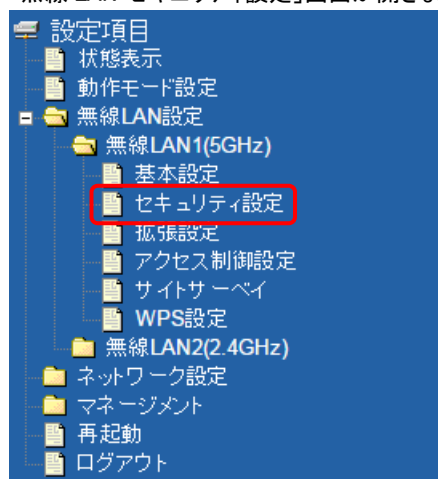 設定項目
状態表示
動作モード設定
無線LAN設定
無線LAN1(5GHz)
基本設定
セキュリティ設定
拡張設定
アクセス制御設定
サイトサーベイ
WPS設定
無線LAN2(2.4GHz)
ネットワーク設定
マネージメント
再起動
ログアウト